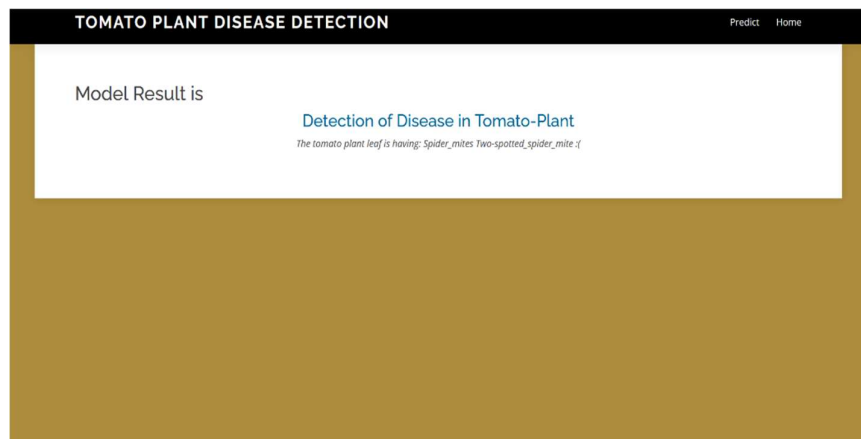 TOMATO PLANT DISEASE DETECTION
Predict Home
Model Result is
Detection of Disease in Tomato-Plant
The tomato plant leaf is having: Spider_mites Two-spotted_spider_mite :(